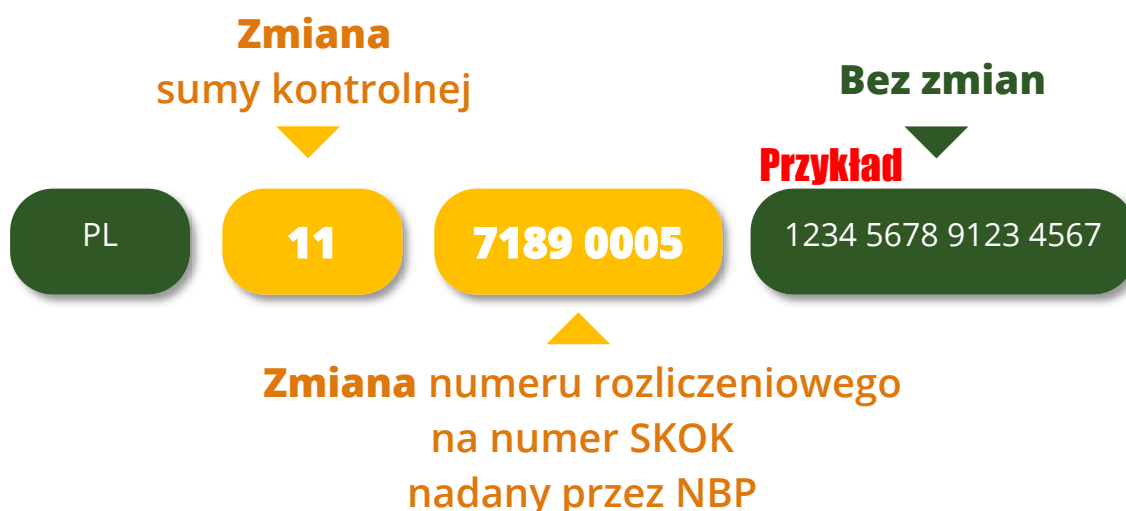 Zmiana
sumy kontrolnej
Bez zmian
Przykład
PL
11
7189 0005
1234 5678 9123 4567
Zmiana numeru rozliczeniowego
na numer SKOK
nadany przez NBP